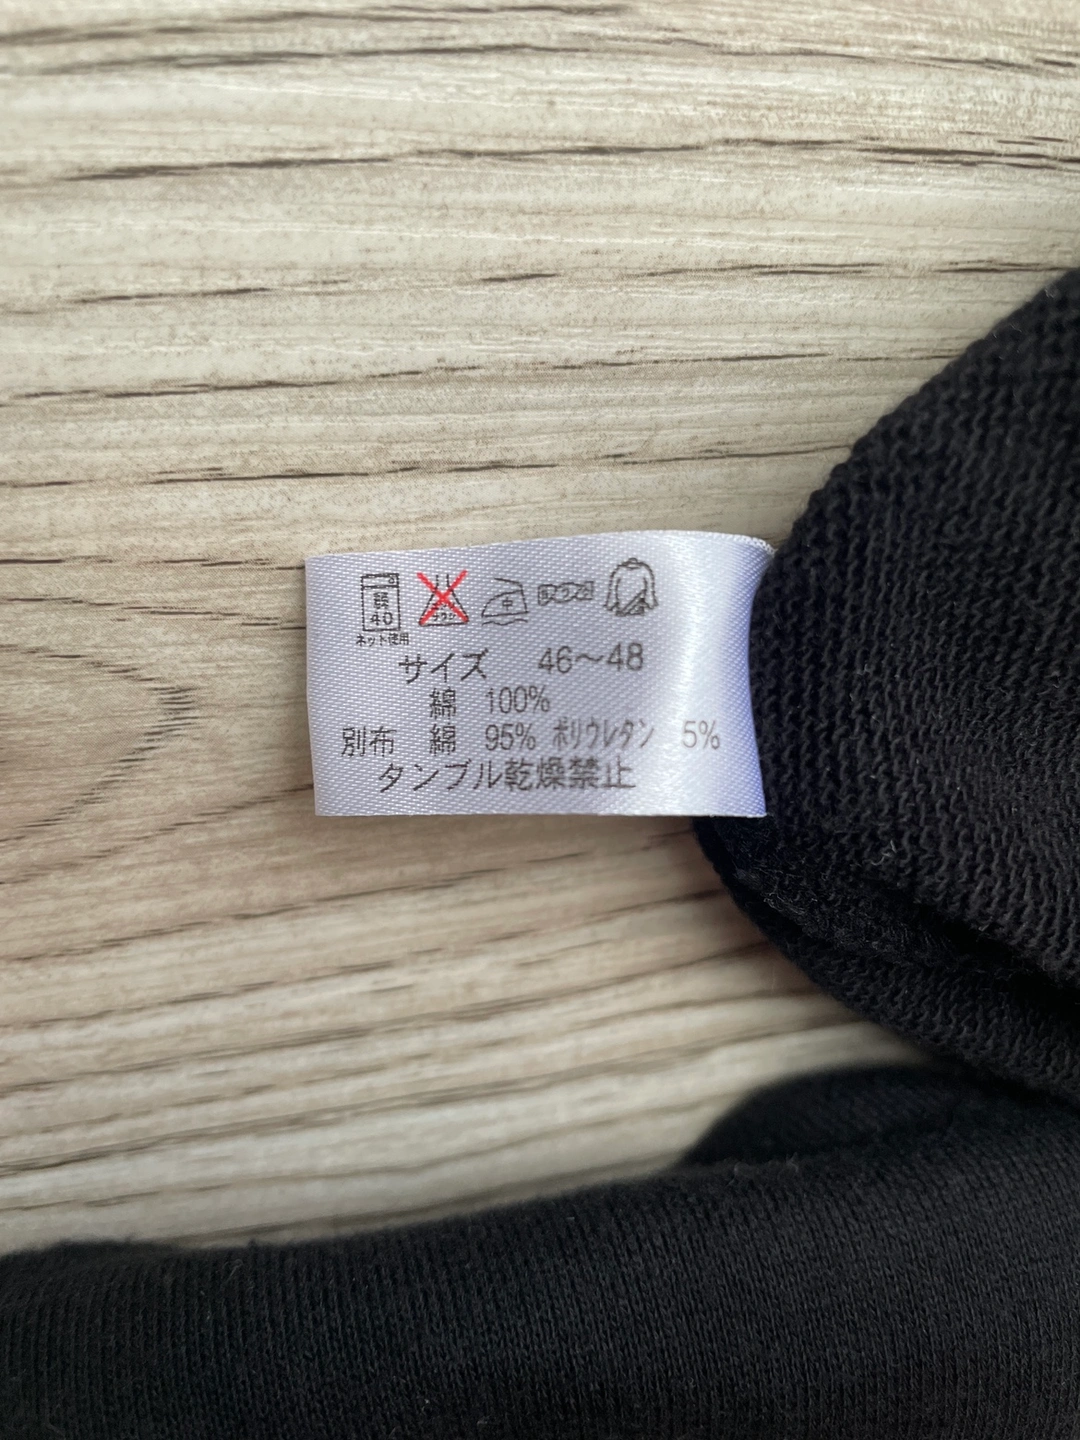 弱
40
中
ネット使用
サイズ 46～48
綿 100%
別布 綿 95% ポリウレタン 5%
タンブル乾燥禁止